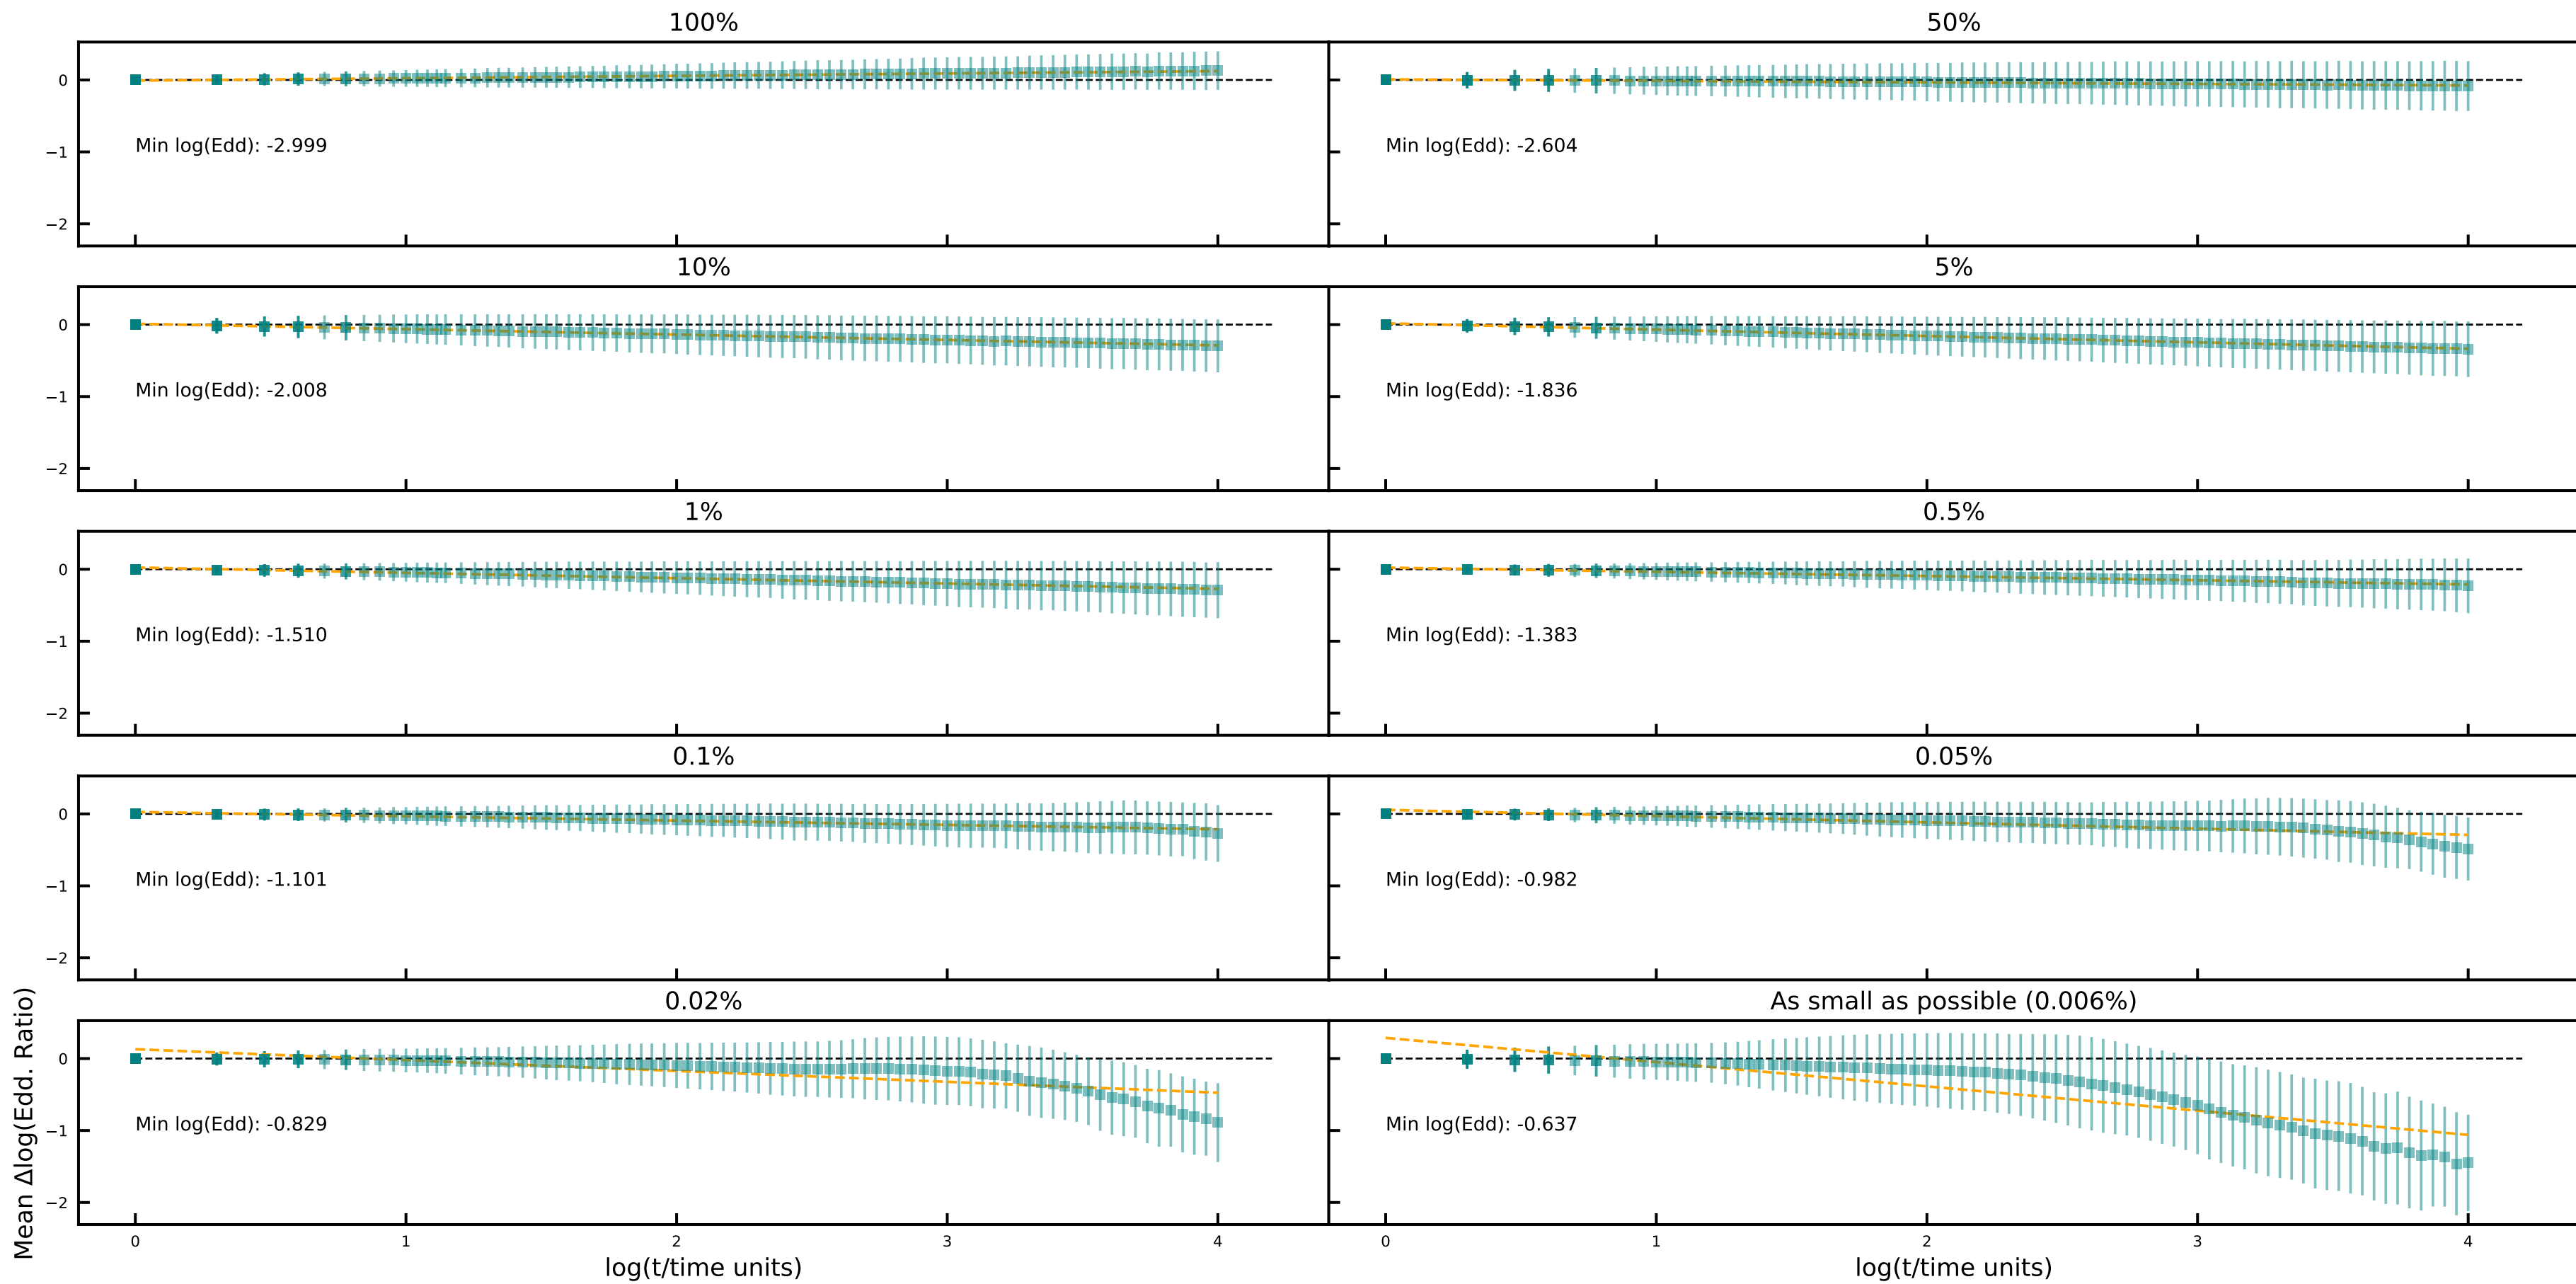 100%
50%
0
−1
−2
Min log(Edd): -2.999
Min log(Edd): -2.604
10%
5%
0
−1
−2
Min log(Edd): -2.008
Min log(Edd): -1.836
1%
0.5%
0
−1
−2
Min log(Edd): -1.510
Min log(Edd): -1.383
0.1%
0.05%
0
−1
−2
Min log(Edd): -1.101
Min log(Edd): -0.982
0.02%
As small as possible (0.006%)
0
−1
−2
Min log(Edd): -0.829
Min log(Edd): -0.637
Mean Δlog(Edd. Ratio)
0 1 2 3 4
0 1 2 3 4
log(t/time units)
log(t/time units)